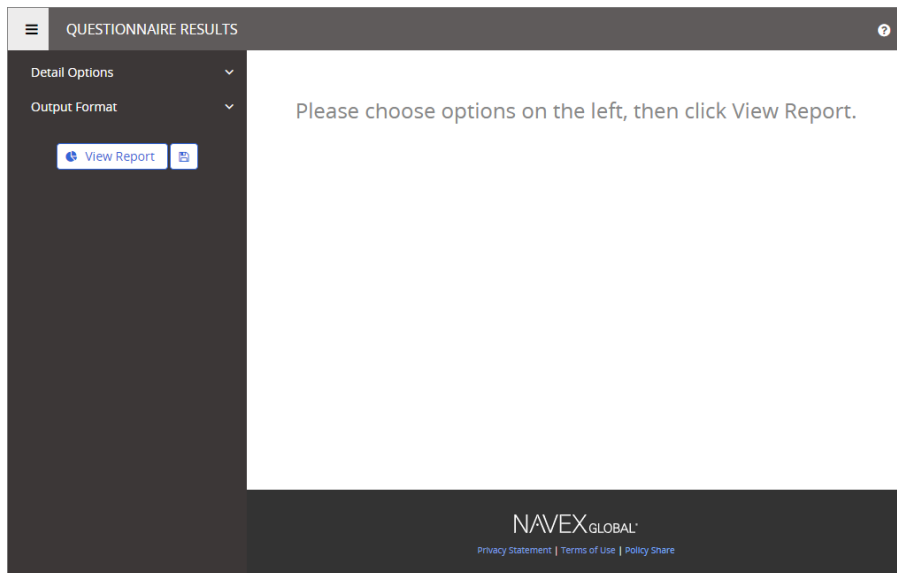 QUESTIONNAIRE RESULTS
Detail Options
Output Format
View Report
Please choose options on the left, then click View Report.
NAVEX GLOBAL
Privacy Statement | Terms of Use | Policy Share